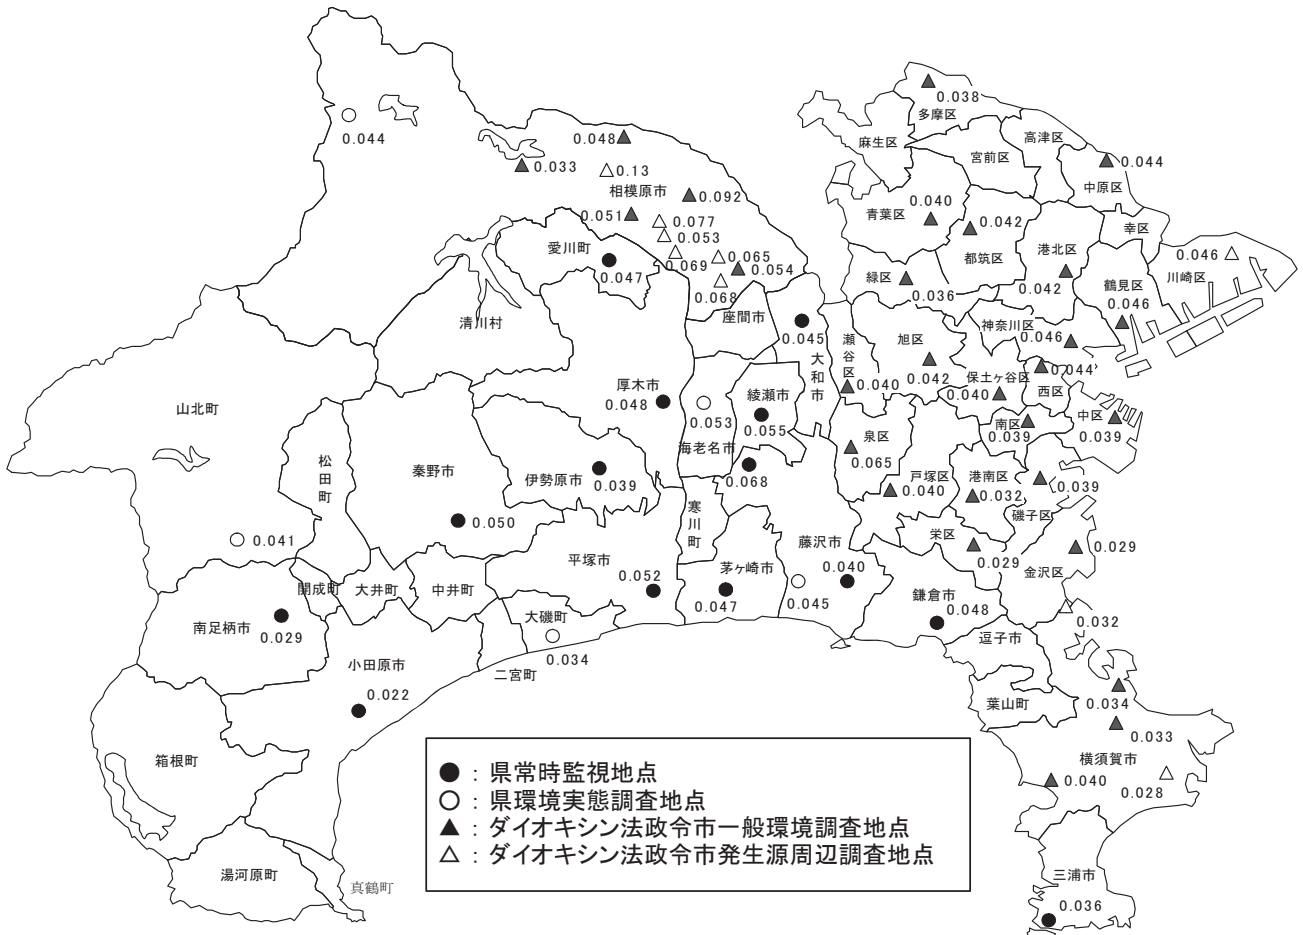 0.038
多摩区
高津区
麻生区
宮前区
0.044
中原区
0.044
0.048
0.033
0.13
相模原市
0.092
0.051
0.077
0.053
0.069
0.065
0.054
0.068
愛川町
0.047
0.040
青葉区
0.042
都筑区
港北区
0.042
幸区
0.046
川崎区
鶴見区
0.046
緑区
0.036
清川村
座間市
0.045
大和市
瀬谷区
0.040
旭区
0.042
神奈川区
0.046
0.044
保土ヶ谷区
0.040
西区
南区
0.039
中区
0.039
山北町
厚木市
0.048
0.053
海老名市
綾瀬市
0.055
0.068
泉区
0.065
戸塚区
0.040
港南区
0.032
0.039
磯子区
松田町
秦野市
0.050
伊勢原市
0.039
寒川町
0.041
藤沢市
0.040
0.045
栄区
0.029
0.029
金沢区
平塚市
0.052
茅ヶ崎市
0.047
開成町
大井町
中井町
鎌倉市
0.048
0.032
南足柄市
0.029
大磯町
0.034
二宮町
小田原市
0.022
逗子市
葉山町
0.034
0.033
横須賀市
0.040
0.028
箱根町
湯河原町
真鶴町
三浦市
0.036
● : 県常時監視地点
○ : 県環境実態調査地点
▲ : ダイオキシン法政令市一般環境調査地点
△ : ダイオキシン法政令市発生源周辺調査地点